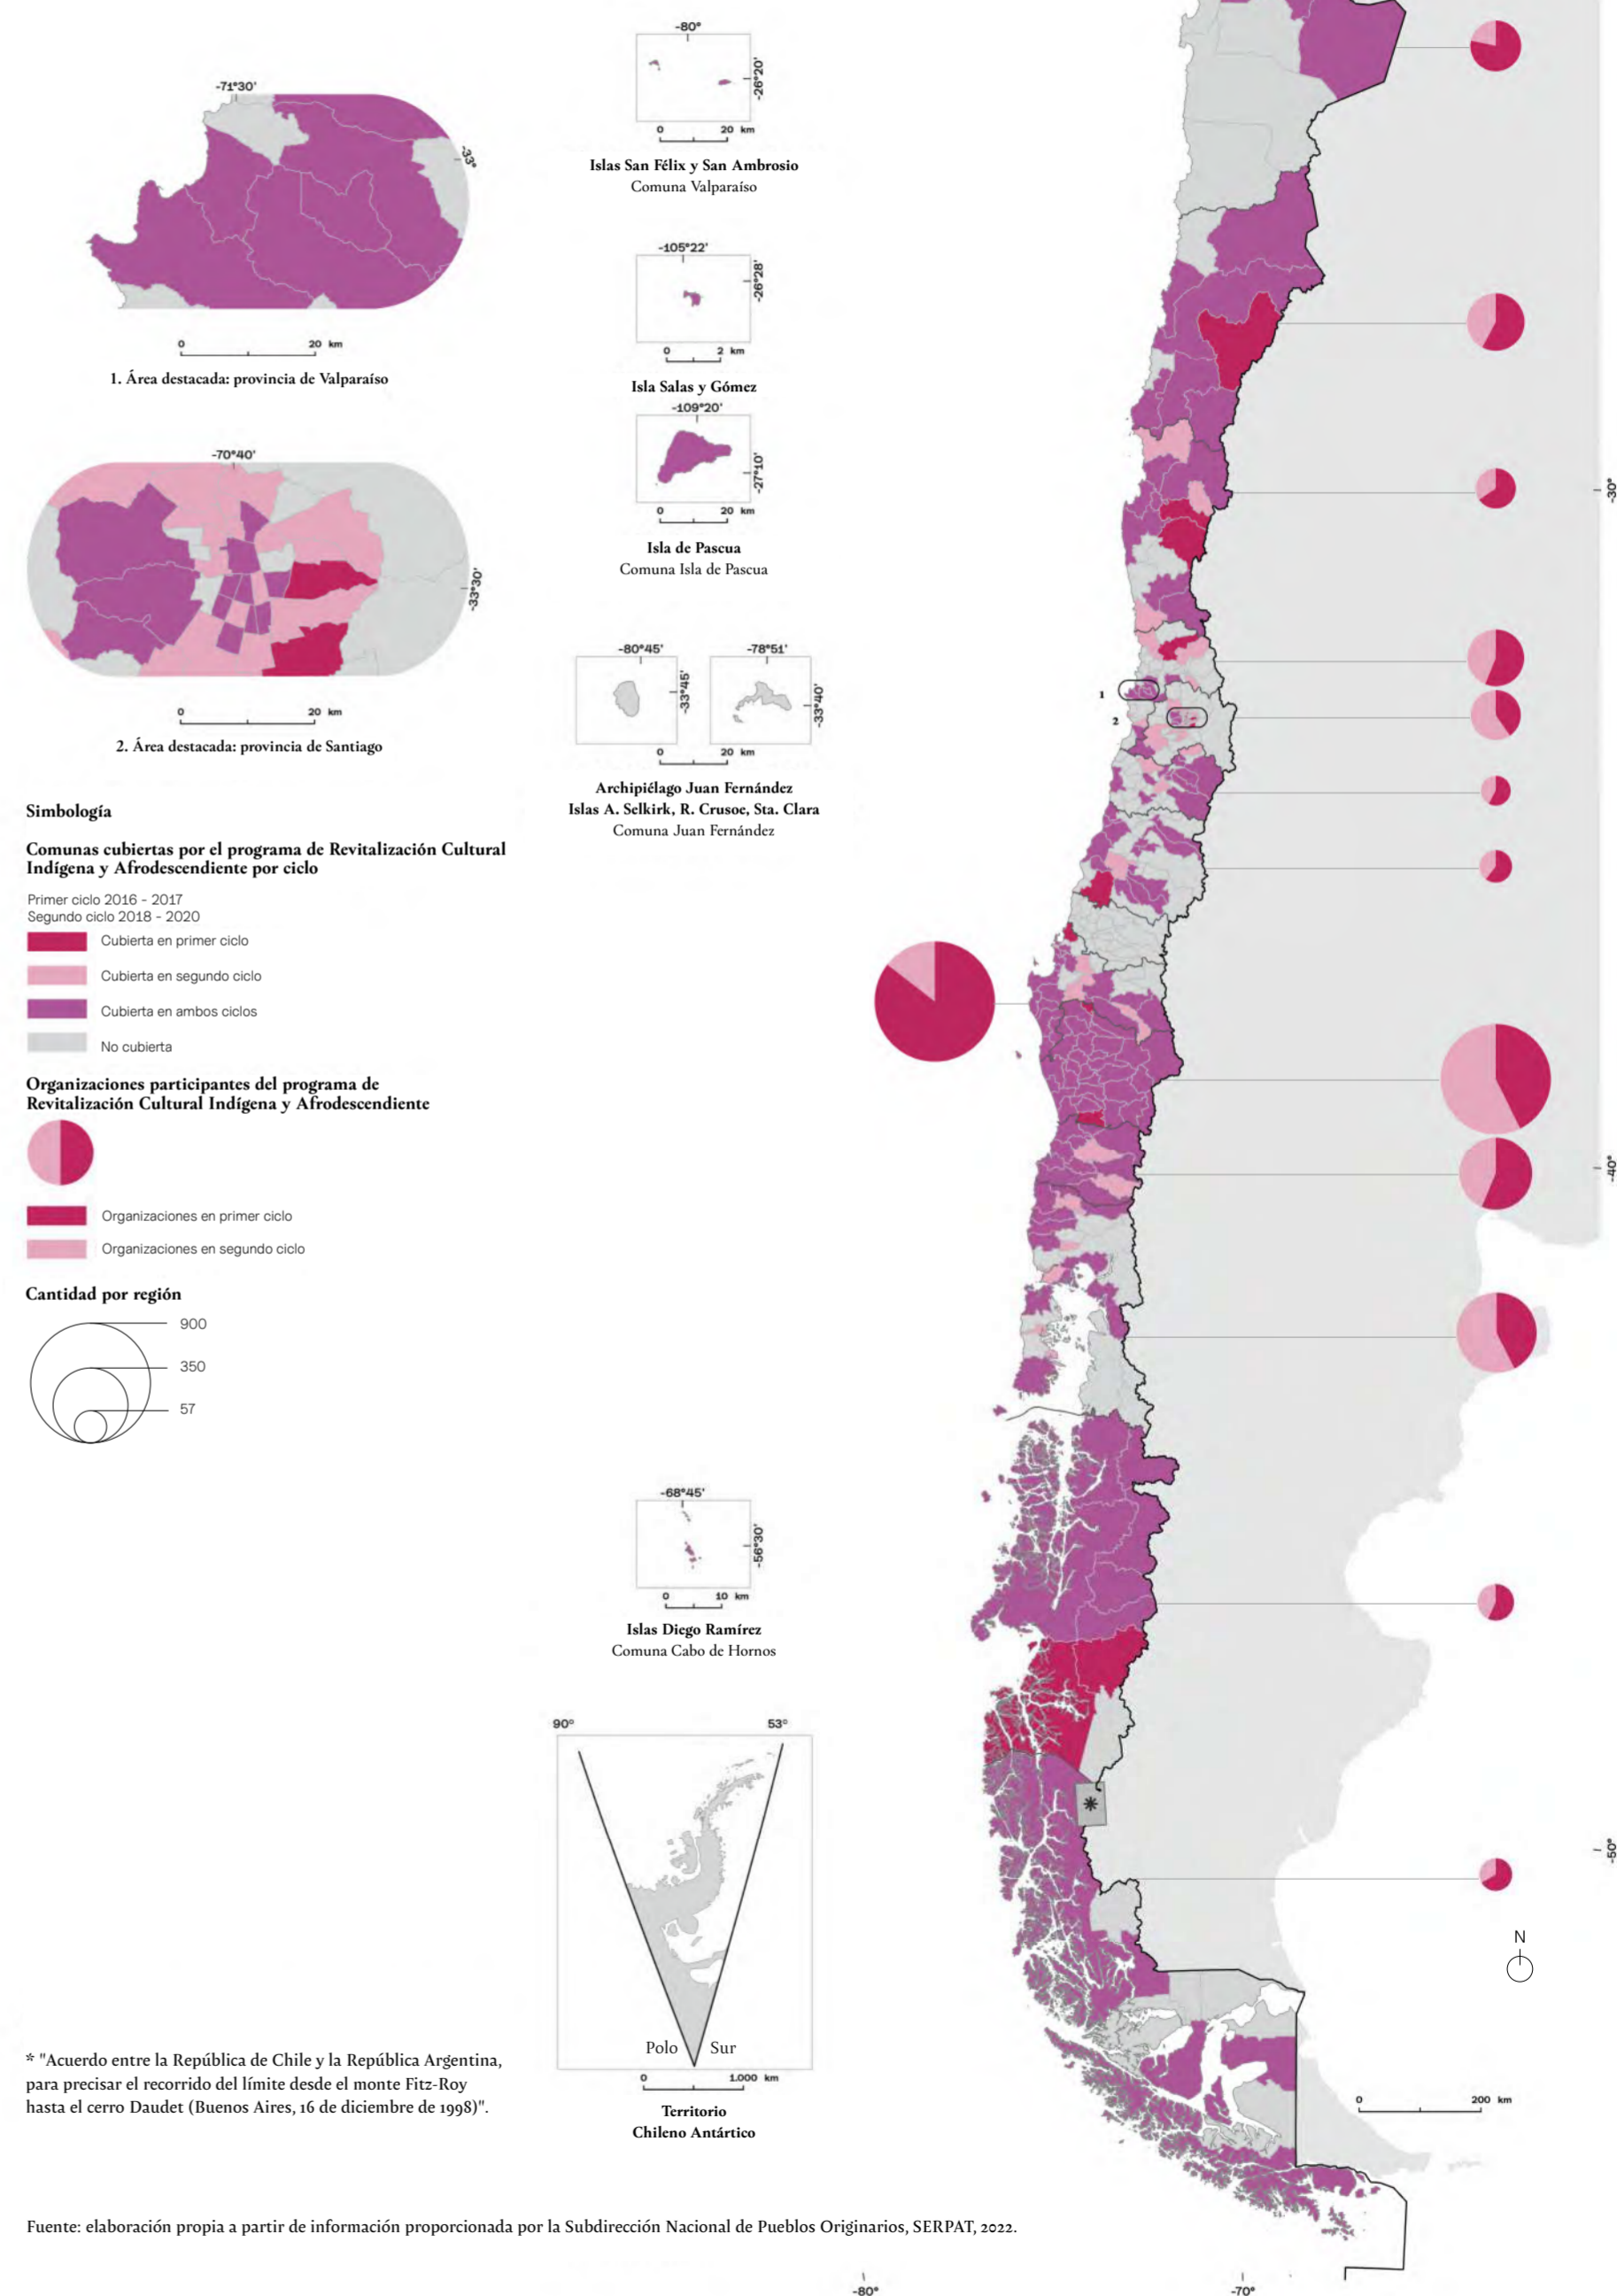 -71°30'
-33°
0 20 km
1. Área destacada: provincia de Valparaíso
-70°40'
-33°30'
0 20 km
2. Área destacada: provincia de Santiago
-80°
-26°20'
0 20 km
Islas San Félix y San Ambrosio
Comuna Valparaíso
-105°22'
-26°28'
0 2 km
Isla Salas y Gómez
-109°20'
-27°10'
0 20 km
Isla de Pascua
Comuna Isla de Pascua
-80°45'
-33°45'
-78°51'
-33°40'
0 20 km
Archipiélago Juan Fernández
Islas A. Selkirk, R. Crusoe, Sta. Clara
Comuna Juan Fernández
Simbología
Comunas cubiertas por el programa de Revitalización Cultural
Indígena y Afrodescendiente por ciclo
Primer ciclo 2016 - 2017
Segundo ciclo 2018 - 2020
Cubierta en primer ciclo
Cubierta en segundo ciclo
Cubierta en ambos ciclos
No cubierta
Organizaciones participantes del programa de
Revitalización Cultural Indígena y Afrodescendiente
Organizaciones en primer ciclo
Organizaciones en segundo ciclo
Cantidad por región
900
350
57
-68°45'
-56°30'
0 10 km
Islas Diego Ramírez
Comuna Cabo de Hornos
90°
53°
Polo Sur
0 1.000 km
Territorio
Chileno Antártico
1
2
-30°
-40°
-50°
*
N
0 200 km
* "Acuerdo entre la República de Chile y la República Argentina,
para precisar el recorrido del límite desde el monte Fitz-Roy
hasta el cerro Daudet (Buenos Aires, 16 de diciembre de 1998)".
Fuente: elaboración propia a partir de información proporcionada por la Subdirección Nacional de Pueblos Originarios, SERPAT, 2022.
-80°
-70°